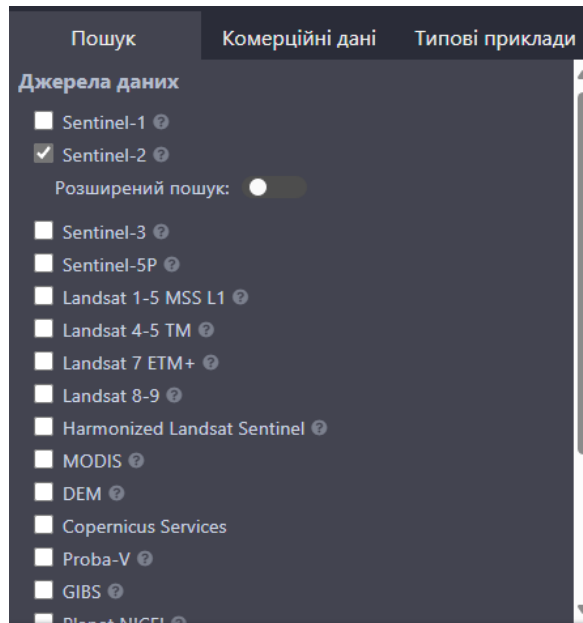 Пошук Комерційні дані Типові приклади
Джерела даних
Sentinel-1
Sentinel-2
Розширений пошук:
Sentinel-3
Sentinel-5P
Landsat 1-5 MSS L1
Landsat 4-5 TM
Landsat 7 ETM+
Landsat 8-9
Harmonized Landsat Sentinel
MODIS
DEM
Copernicus Services
Proba-V
GIBS